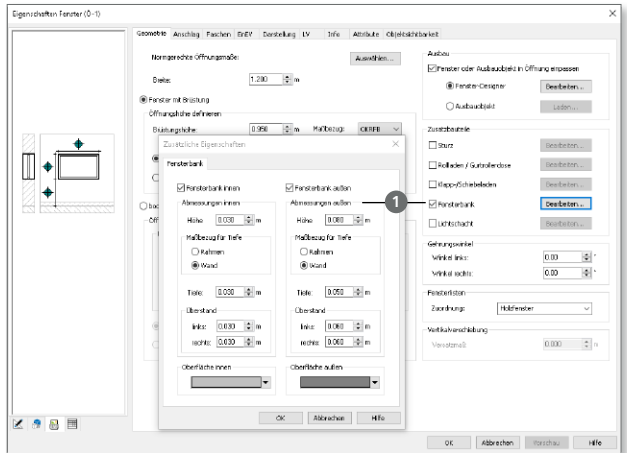 Eigenschaften Fenster (0-1)
Geometrie Anschlag Faschen EnEV Darstellung LV Info Attribute Objektsichtbarkeit
Normgerechte Öffnungsmaße: Auswählen...
Breite: 1.200 m
Fenster mit Brüstung
Öffnungshöhe definieren
Brüstungshöhe: 0.950 m Maßbezug: OKRFB
Zusätzliche Eigenschaften
Fensterbank
Fensterbank innen
Abmessungen innen
Höhe 0.030 m
Maßbezug für Tiefe
Rahmen
Wand
Tiefe: 0.030 m
Überstand
links: 0.030 m
rechts: 0.030 m
Oberfläche innen
Fensterbank außen
Abmessungen außen
Höhe 0.060 m
Maßbezug für Tiefe
Rahmen
Wand
Tiefe: 0.050 m
Überstand
links: 0.060 m
rechts: 0.060 m
Oberfläche außen
OK Abbrechen Hilfe
1
Ausbau
Fenster oder Ausbauobjekt in Öffnung einpassen
Fenster-Designer Bearbeiten...
Ausbauobjekt Laden...
Zusatzbauteile
Sturz Bearbeiten...
Rolladen / Gurtrollerdose Bearbeiten...
Klapp-/Schiebeladen Bearbeiten...
Fensterbank Bearbeiten...
Lichtschacht Bearbeiten...
Gehrungswinkel
Winkel links: 0.00 °
Winkel rechts: 0.00 °
Fensterlisten
Zuordnung: Holzfenster
Vertikalverschiebung
Versatzmaß 0.000 m
OK Abbrechen Vorschau Hilfe